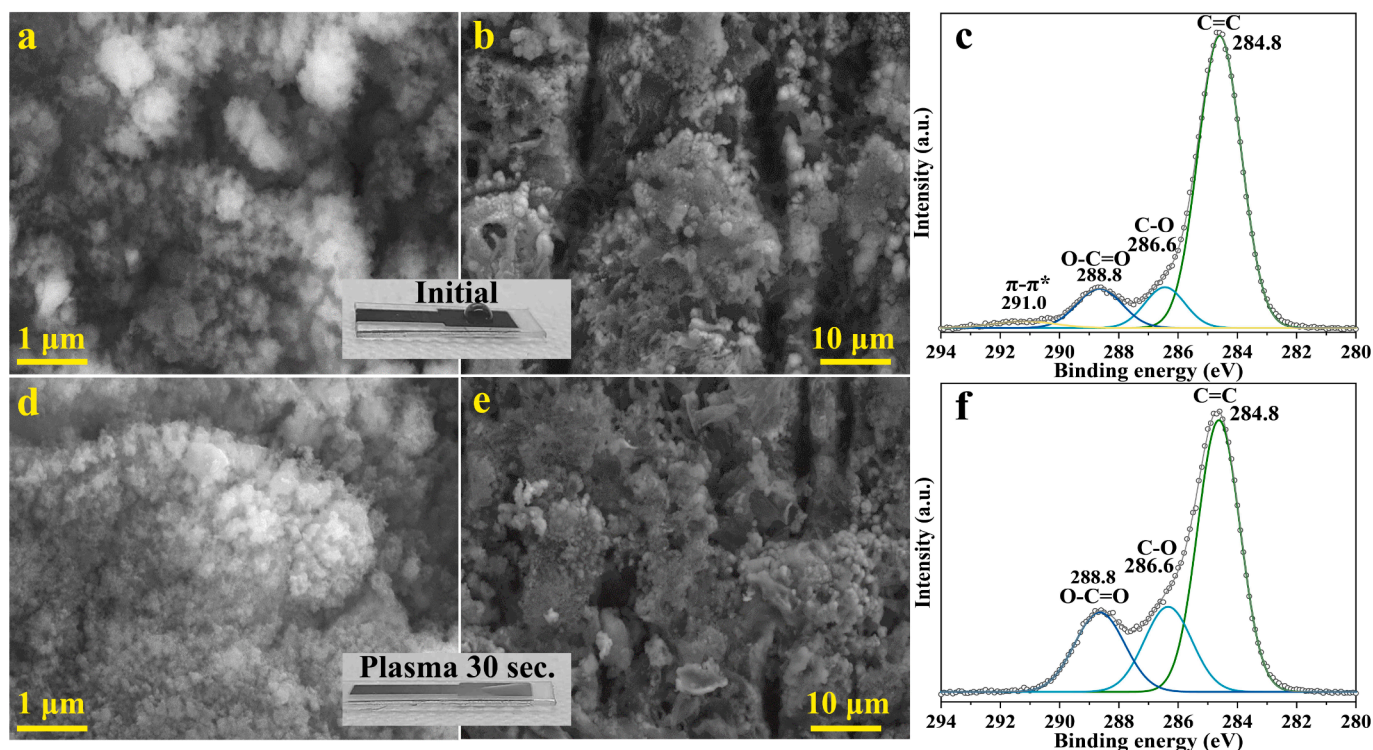 a
1 μm
b
10 μm
Initial
c
C=C
284.8
C-O
286.6
O-C=O
288.8
π-π*
291.0
Intensity (a.u.)
294 292 290 288 286 284 282 280
Binding energy (eV)
d
1 μm
e
10 μm
Plasma 30 sec.
f
C=C
284.8
C-O
286.6
288.8
O-C=O
Intensity (a.u.)
294 292 290 288 286 284 282 280
Binding energy (eV)